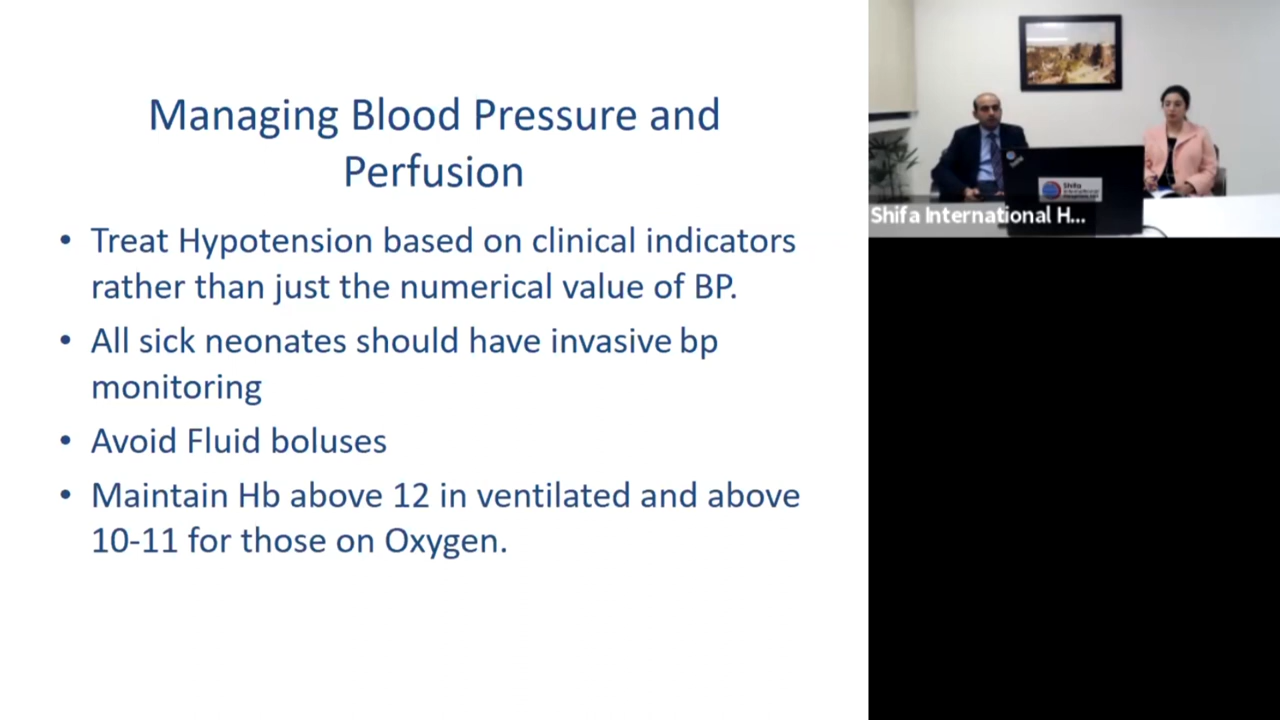 Managing Blood Pressure and
Perfusion
• Treat Hypotension based on clinical indicators
rather than just the numerical value of BP.
• All sick neonates should have invasive bp
monitoring
• Avoid Fluid boluses
• Maintain Hb above 12 in ventilated and above
10-11 for those on Oxygen.
Shifa
Shifa International H...